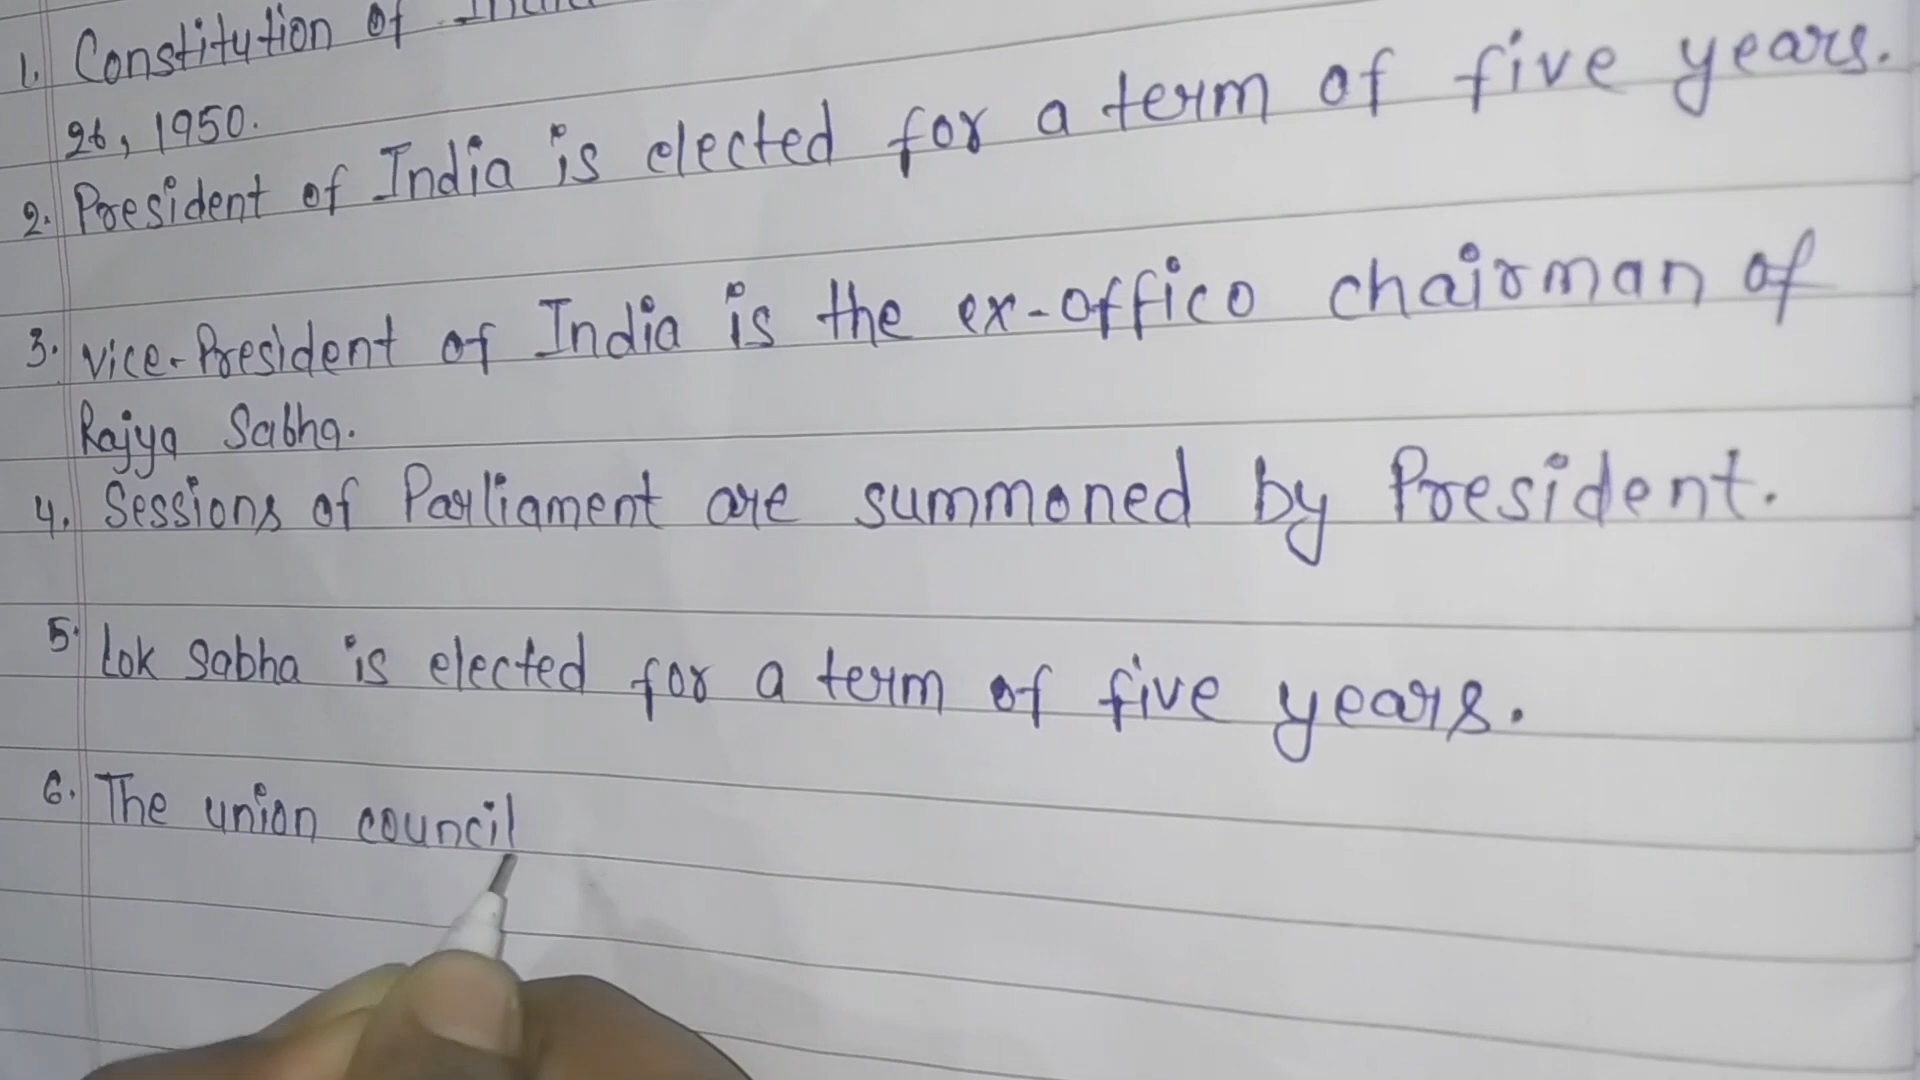 1. Constitution of India
26, 1950.
2. President of India is elected for a term of five years.
3. Vice-President of India is the ex-offico chairman of
Rajya Sabha.
4. Sessions of Parliament are summoned by President.
5. Lok Sabha is elected for a term of five years.
6. The union council